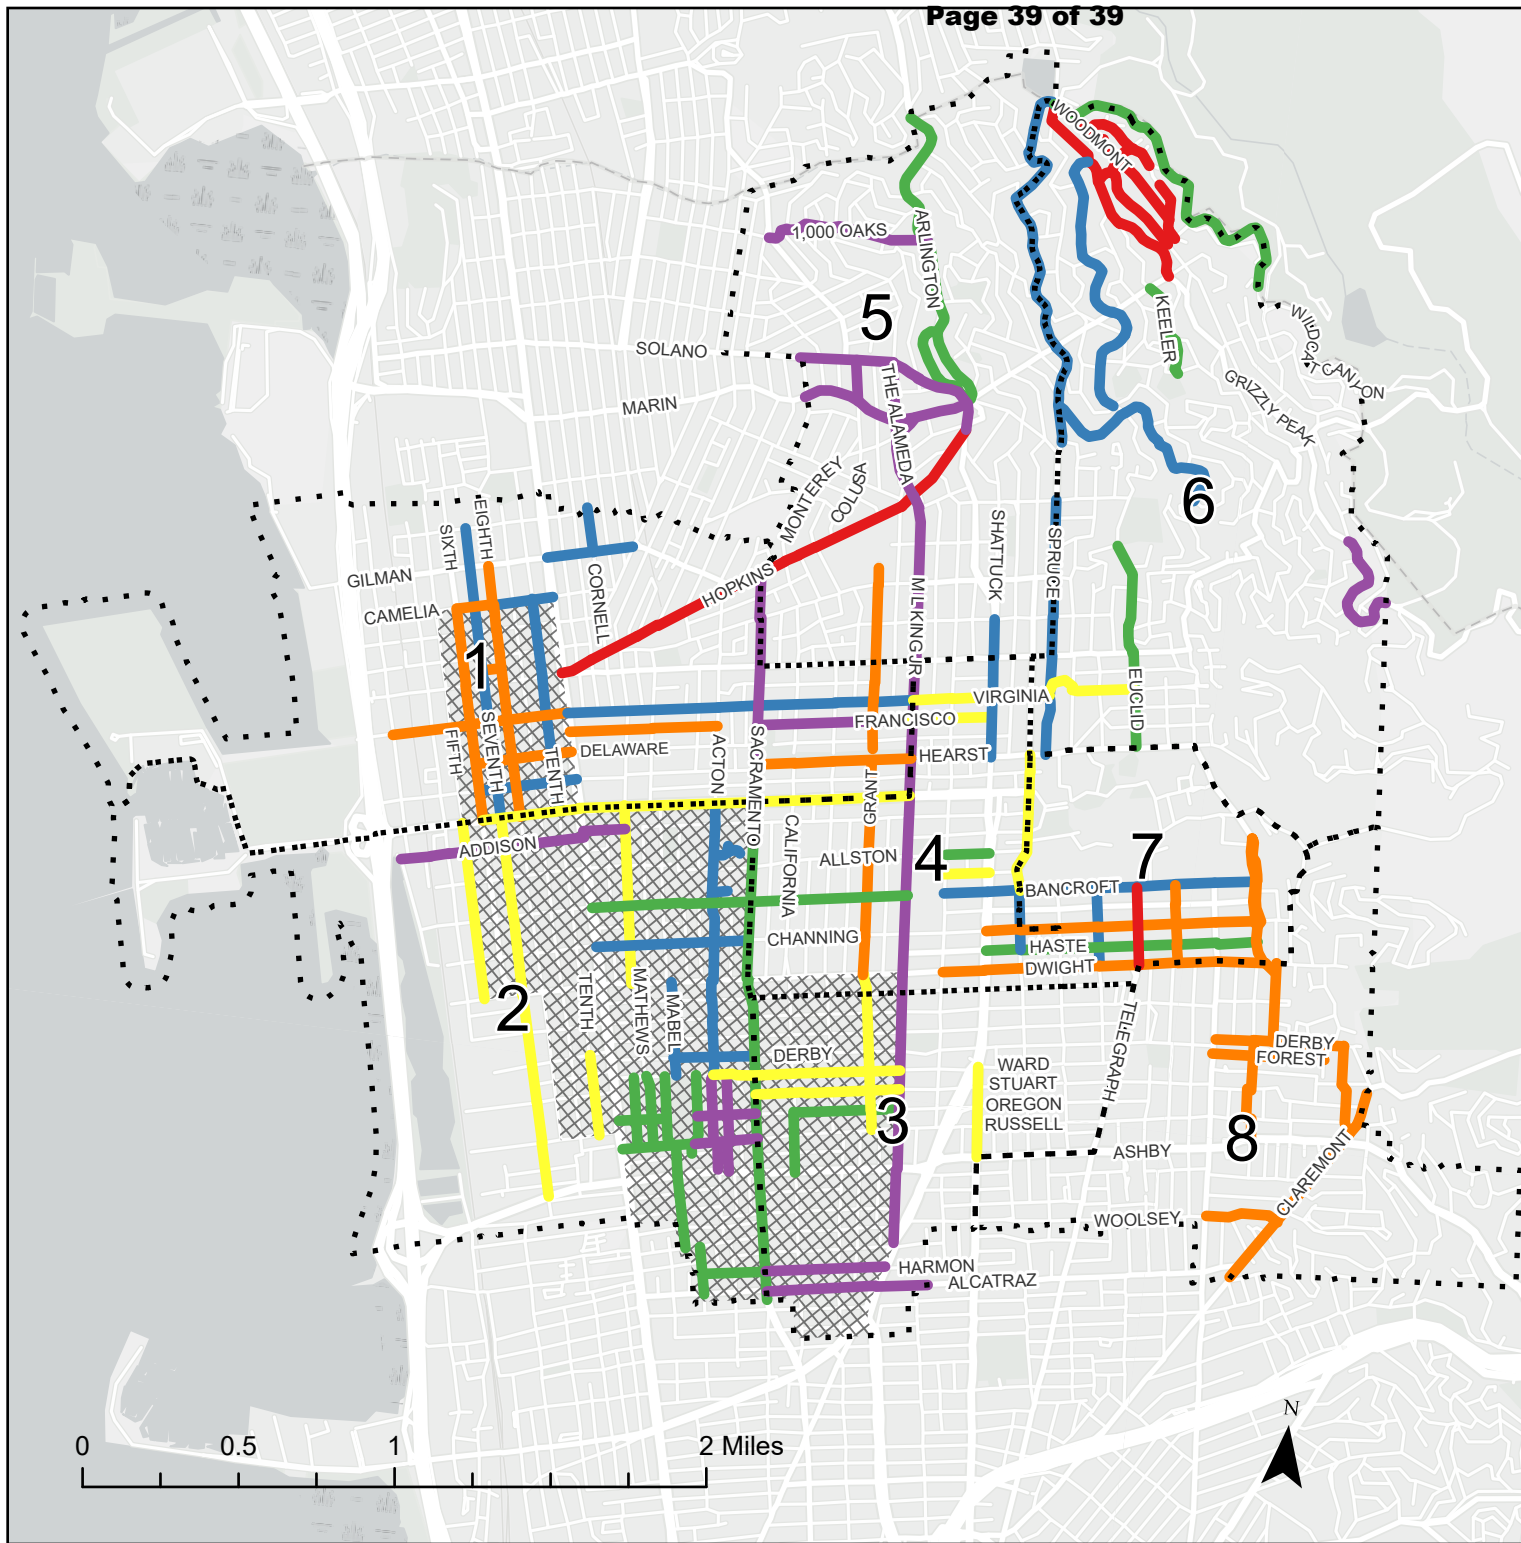 Page 39 of 39
WOODMONT
1,000 OAKS
ARLINGTON
5
KEELER
WILDCAT CANYON
SOLANO
GRIZZLY PEAK
THE ALAMEDA
MARIN
MONTEREY
COLUSA
6
EIGHTH
SIXTH
SHATTUCK
SPRUCE
GILMAN
CORNELL
HOPKINS
MLKING JR
CAMELIA
1
EUCLID
VIRGINIA
FRANCISCO
SEVENTH
FIFTH
TENTH
DELAWARE
ACTON
SACRAMENTO
HEARST
GRANT
ADDISON
CALIFORNIA
ALLSTON
4
7
BANCROFT
CHANNING
HASTE
DWIGHT
2
TENTH
MATHEWS
MABEL
TELEGRAPH
DERBY
DERBY
FOREST
WARD
STUART
OREGON
RUSSELL
3
8
ASHBY
CLAREMONT
WOOLSEY
HARMON
ALCATRAZ
N
0 0.5 1 2 Miles